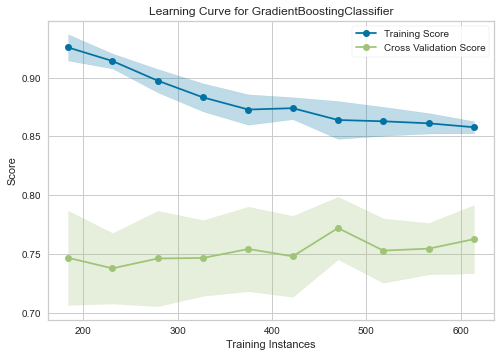 Learning Curve for GradientBoostingClassifier
Training Score
Cross Validation Score
0.90
0.85
0.80
0.75
0.70
Score
200
300
400
500
600
Training Instances